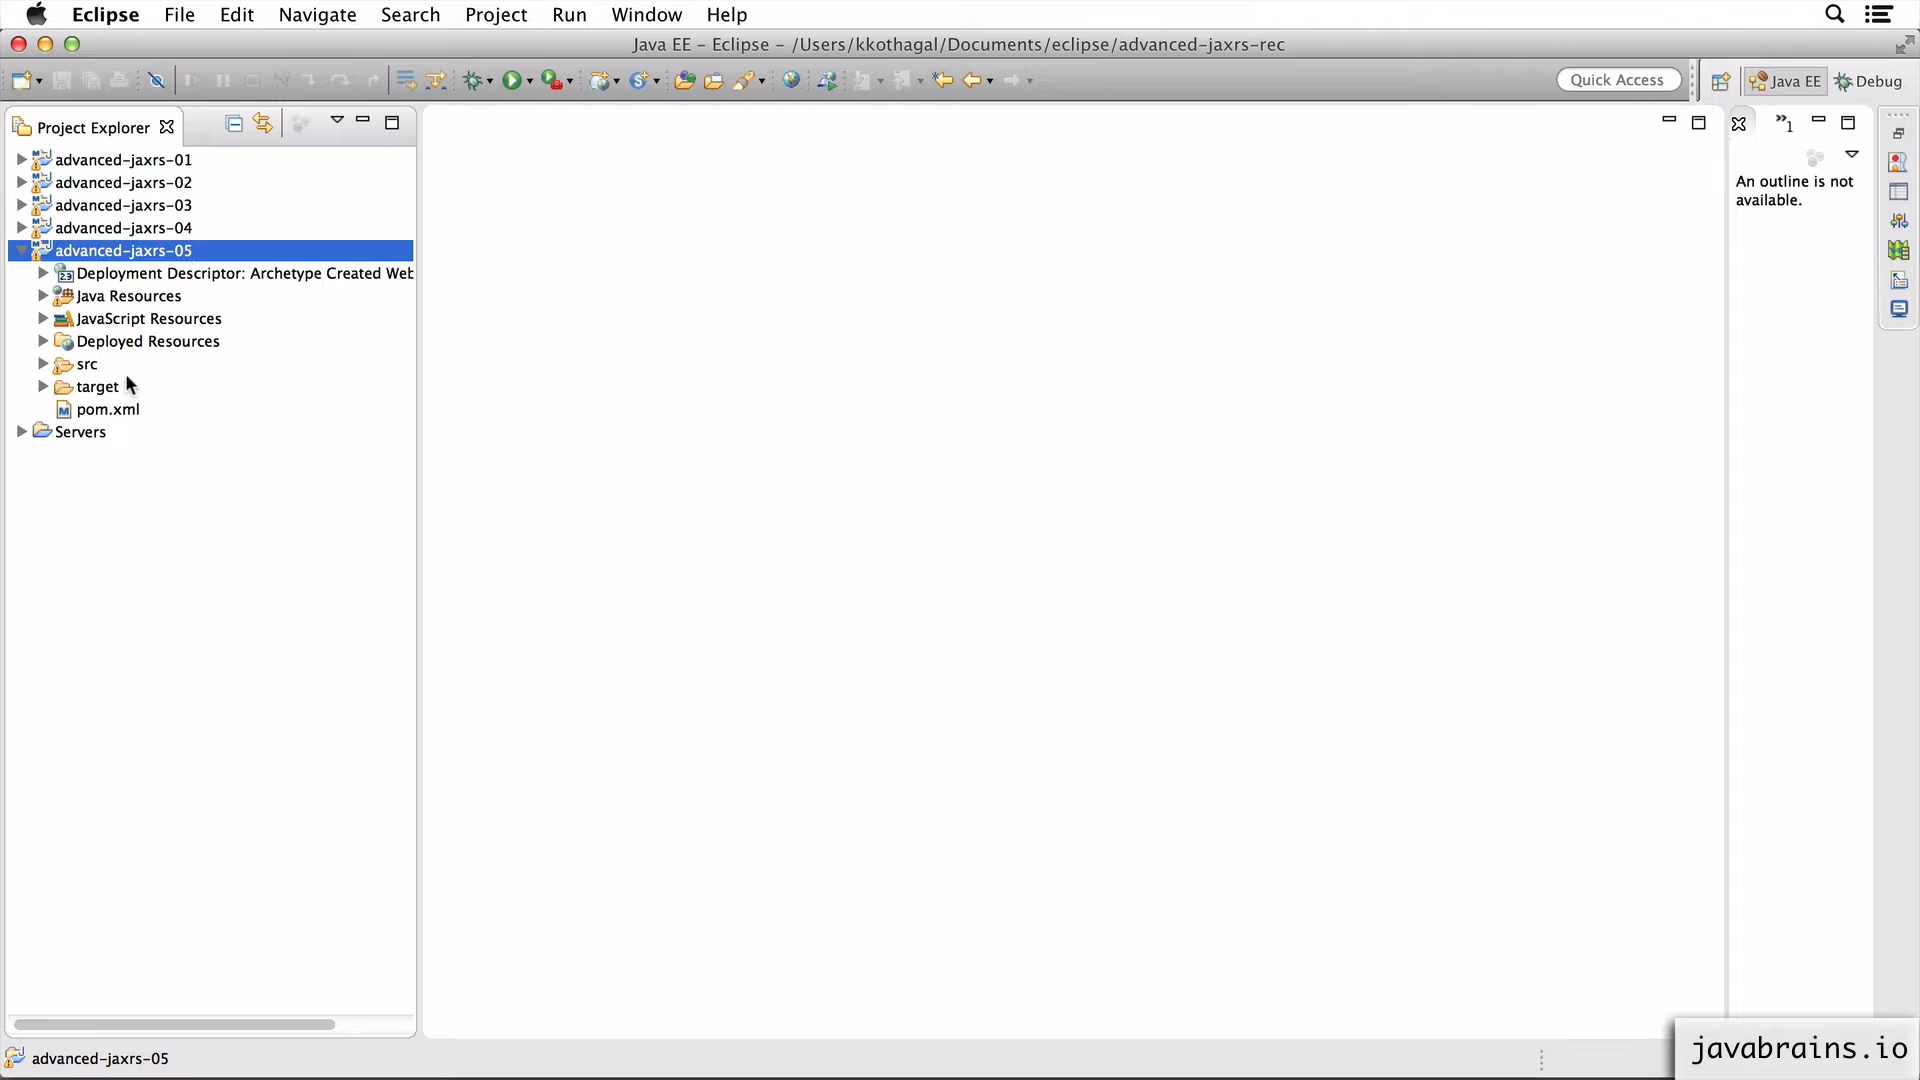 Eclipse File Edit Navigate Search Project Run Window Help
Java EE – Eclipse – /Users/kkothagal/Documents/eclipse/advanced-jaxrs-rec
Quick Access
Java EE
Debug
Project Explorer
»1
advanced-jaxrs-01
advanced-jaxrs-02
advanced-jaxrs-03
advanced-jaxrs-04
advanced-jaxrs-05
Deployment Descriptor: Archetype Created Web
Java Resources
JavaScript Resources
Deployed Resources
src
target
pom.xml
Servers
An outline is not
available.
advanced-jaxrs-05
javabrains.io